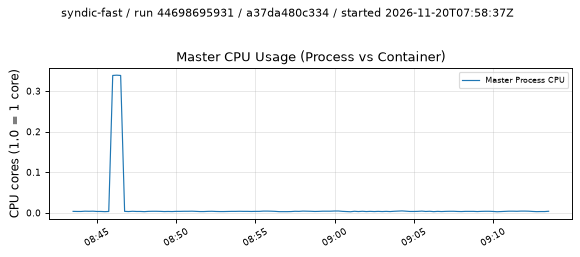 syndic-fast / run 44698695931 / a37da480c334 / started 2026-11-20T07:58:37Z
Master CPU Usage (Process vs Container)
Master Process CPU
CPU cores (1.0 = 1 core)
0.3
0.2
0.1
0.0
08:45
08:50
08:55
09:00
09:05
09:10